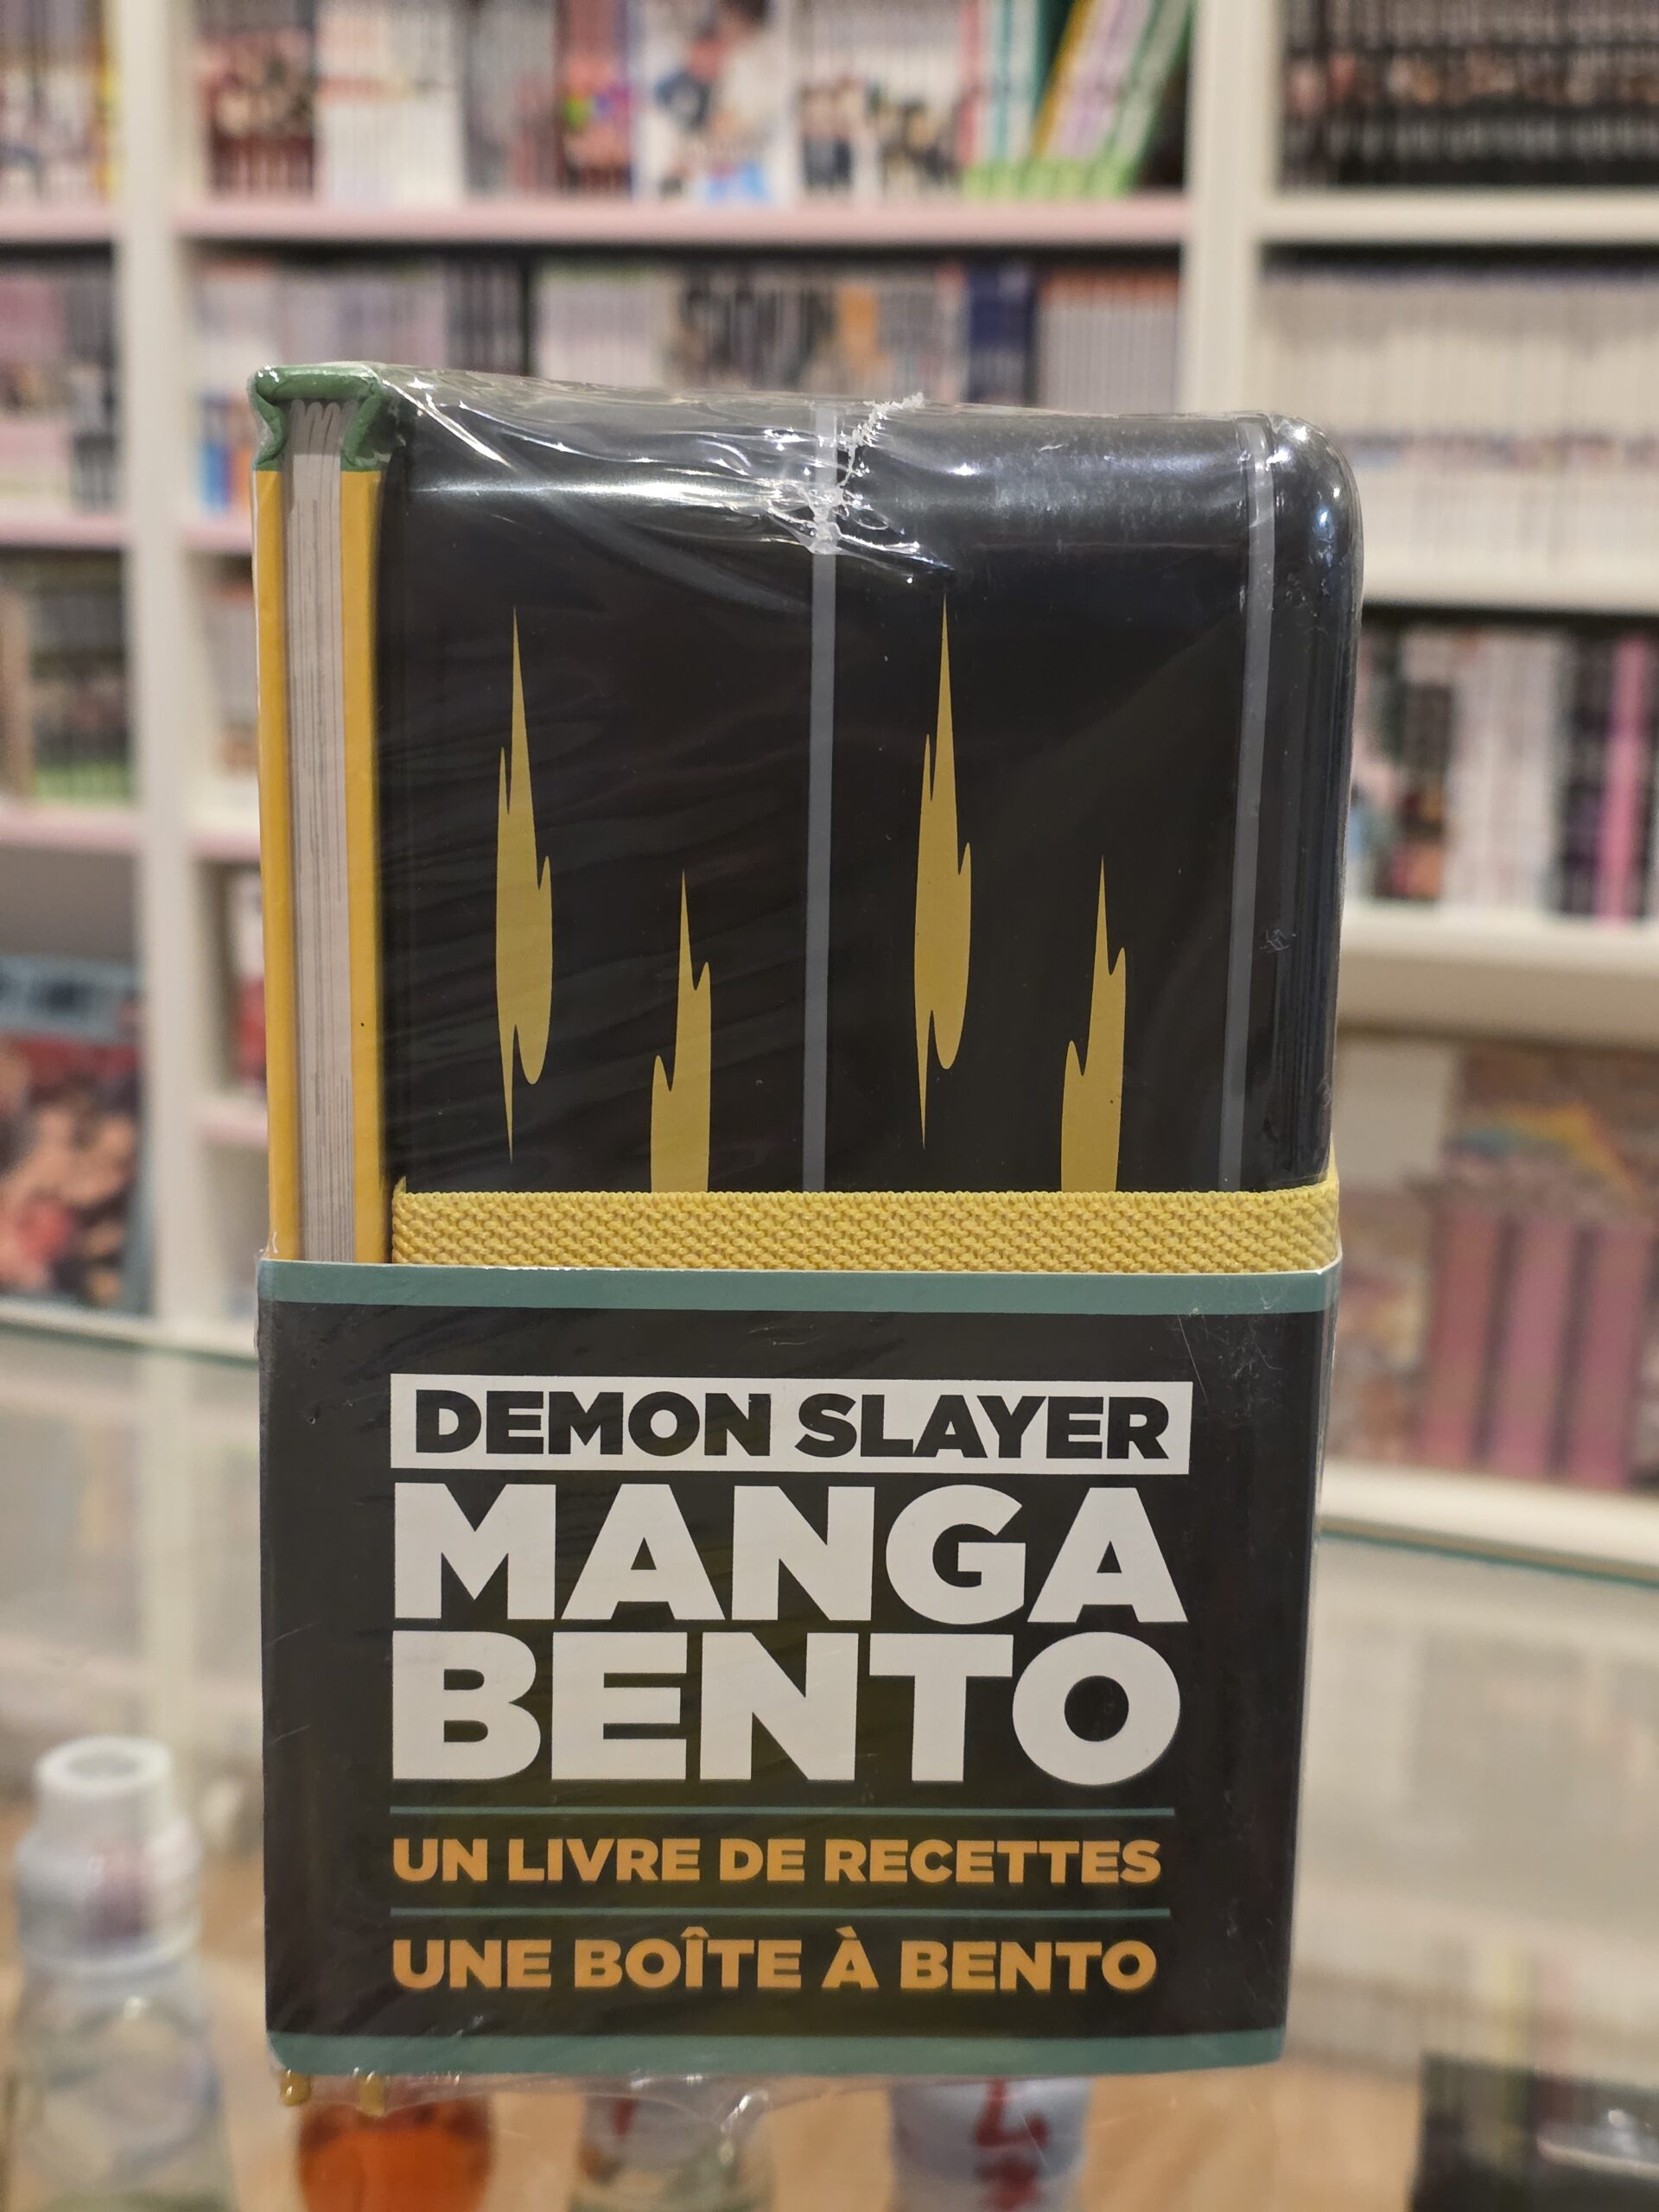 DEMON SLAYER
MANGA
BENTO
UN LIVRE DE RECETTES
UNE BOÎTE À BENTO